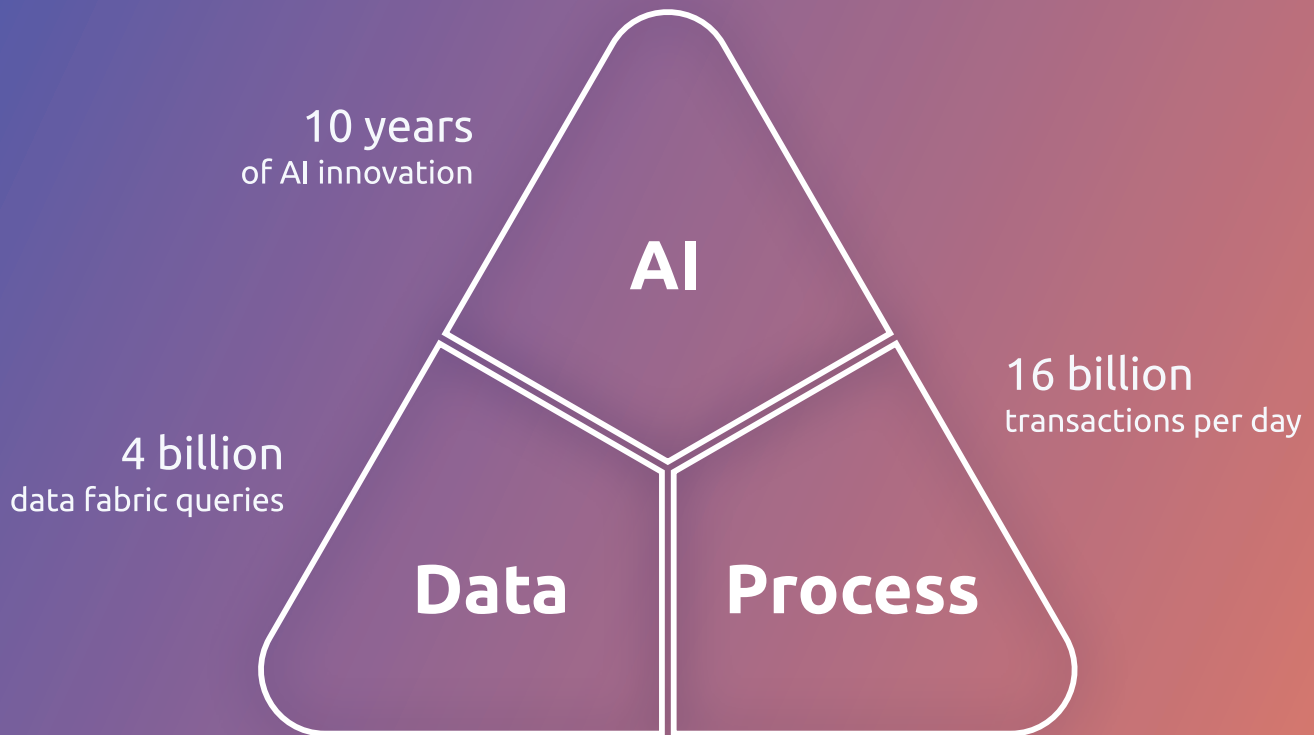 10 years
of AI innovation
AI
16 billion
transactions per day
4 billion
data fabric queries
Data
Process